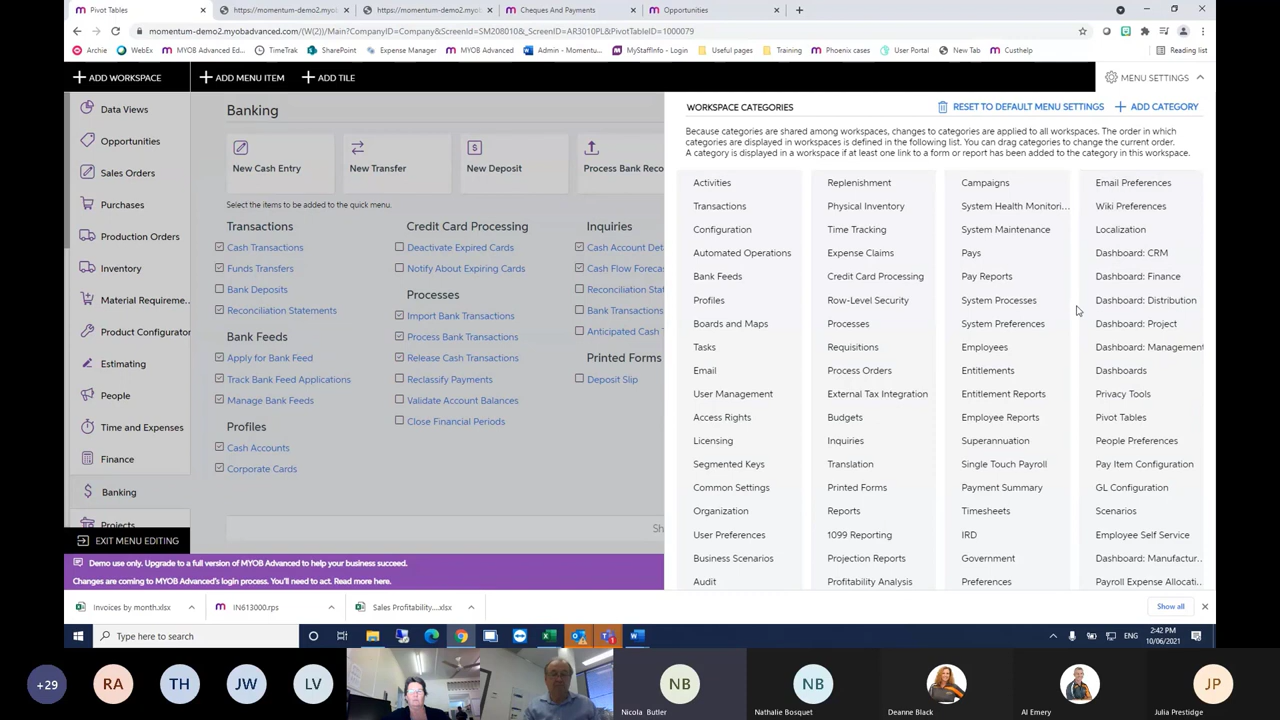 Pivot Tables
https://momentum-demo2.myobadvanced.c
https://momentum-demo2.myobadvanced.c
Cheques And Payments
Opportunities
momentum-demo2.myobadvanced.com/(W(2))/Main?CompanyID=Company&ScreenId=SM208010&_ScreenID=AR3010PL&PivotTableID=1000079
Archie
WebEx
MYOB Advanced Ed...
TimeTrak
SharePoint
Expense Manager
MYOB Advanced
Admin - Momentu...
MyStaffInfo - Logon
Useful pages
Training
Phoenix cases
User Portal
New Tab
Custhelp
Reading list
ADD WORKSPACE
ADD MENU ITEM
ADD TILE
MENU SETTINGS
Data Views
Opportunities
Sales Orders
Purchases
Production Orders
Inventory
Material Requireme...
Product Configurator
Estimating
People
Time and Expenses
Finance
Banking
Projects
EXIT MENU EDITING
Banking
New Cash Entry
New Transfer
New Deposit
Process Bank Reco
Select the items to be added to the quick menu.
Transactions
Cash Transactions
Funds Transfers
Bank Deposits
Reconciliation Statements
Bank Feeds
Apply for Bank Feed
Track Bank Feed Applications
Manage Bank Feeds
Profiles
Cash Accounts
Corporate Cards
Credit Card Processing
Deactivate Expired Cards
Notify About Expiring Cards
Processes
Import Bank Transactions
Process Bank Transactions
Release Cash Transactions
Reclassify Payments
Validate Account Balances
Close Financial Periods
Inquiries
Cash Account Deta
Cash Flow Forecas
Reconciliation Sta
Bank Transactions
Anticipated Cash T
Printed Forms
Deposit Slip
Sh
WORKSPACE CATEGORIES
RESET TO DEFAULT MENU SETTINGS
ADD CATEGORY
Because categories are shared among workspaces, changes to categories are applied to all workspaces. The order in which
categories are displayed in workspaces is defined in the following list. You can drag categories to change the current order.
A category is displayed in a workspace if at least one link to a form or report has been added to the category in this workspace.
Activities
Transactions
Configuration
Automated Operations
Bank Feeds
Profiles
Boards and Maps
Tasks
Email
User Management
Access Rights
Licensing
Segmented Keys
Common Settings
Organization
User Preferences
Business Scenarios
Audit
Replenishment
Physical Inventory
Time Tracking
Expense Claims
Credit Card Processing
Row-Level Security
Processes
Requisitions
Process Orders
External Tax Integration
Budgets
Inquiries
Translation
Printed Forms
Reports
1099 Reporting
Projection Reports
Profitability Analysis
Campaigns
System Health Monitori...
System Maintenance
Pays
Pay Reports
System Processes
System Preferences
Employees
Entitlements
Entitlement Reports
Employee Reports
Superannuation
Single Touch Payroll
Payment Summary
Timesheets
IRD
Government
Preferences
Email Preferences
Wiki Preferences
Localization
Dashboard: CRM
Dashboard: Finance
Dashboard: Distribution
Dashboard: Project
Dashboard: Management
Dashboards
Privacy Tools
Pivot Tables
People Preferences
Pay Item Configuration
GL Configuration
Scenarios
Employee Self Service
Dashboard: Manufactur...
Payroll Expense Allocati...
Demo use only. Upgrade to a full version of MYOB Advanced to help your business succeed.
Changes are coming to MYOB Advanced's login process. You'll need to act. Read more here.
Invoices by month.xlsx
IN613000.rps
Sales Profitability....xlsx
Show all
Type here to search
ENG
2:42 PM
10/06/2021
+29
RA
TH
JW
LV
NB
Nicola Butler
NB
Nathalie Bosquet
Deanne Black
Al Emery
JP
Julia Prestidge